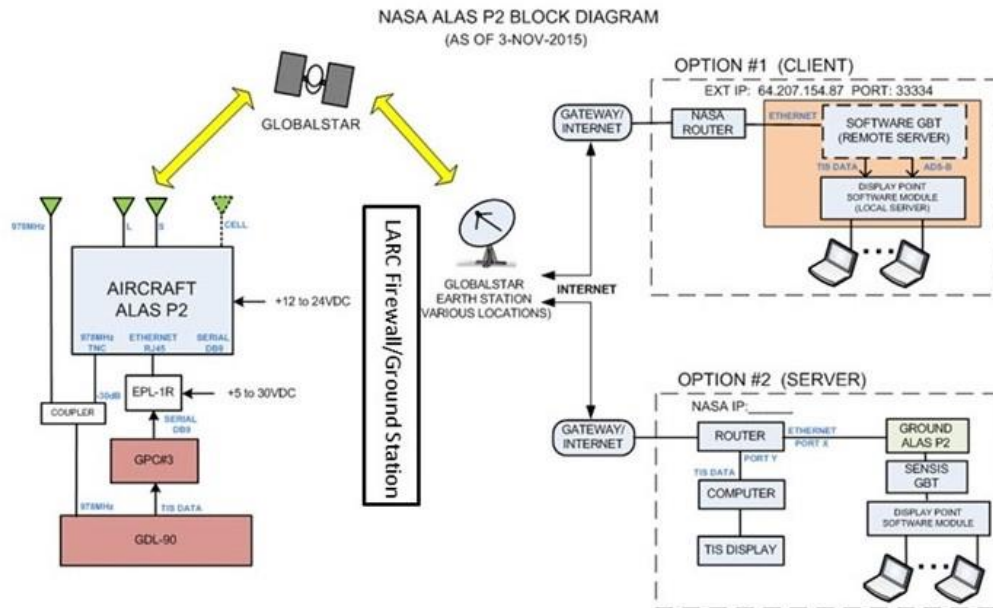 NASA ALAS P2 BLOCK DIAGRAM
(AS OF 3-NOV-2015)
GLOBALSTAR
978MHz
L
S
CELL
AIRCRAFT
ALAS P2
+12 to 24VDC
978MHz
TNC
ETHERNET
RJ45
SERIAL
DB9
-30dB
EPL-1R
+5 to 30VDC
COUPLER
SERIAL
DB9
GPC#3
978MHz
TIS DATA
GDL-90
LARC Firewall/Ground Station
GLOBALSTAR
EARTH STATION
(VARIOUS LOCATIONS)
INTERNET
GATEWAY/
INTERNET
OPTION #1 (CLIENT)
EXT IP: 64.207.154.87 PORT: 33334
NASA
ROUTER
ETHERNET
SOFTWARE GBT
(REMOTE SERVER)
TIS DATA
ADS-B
DISPLAY POINT
SOFTWARE MODULE
(LOCAL SERVER)
GATEWAY/
INTERNET
OPTION #2 (SERVER)
NASA IP:______
ROUTER
ETHERNET
PORT X
GROUND
ALAS P2
PORT Y
TIS DATA
COMPUTER
TIS DISPLAY
SENSIS
GBT
DISPLAY POINT
SOFTWARE MODULE